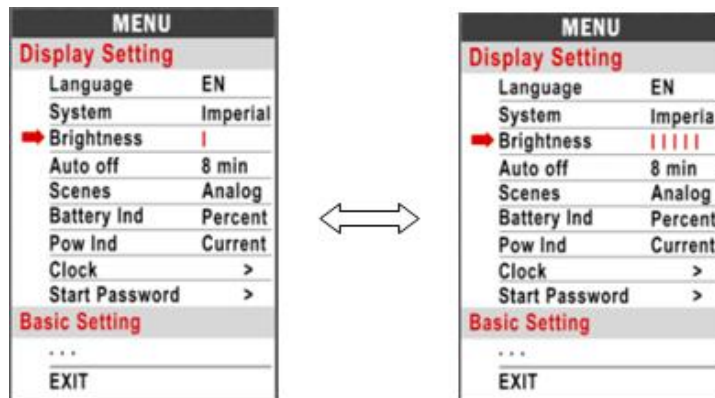 MENU
Display Setting
Language EN
System Imperial
Brightness I
Auto off 8 min
Scenes Analog
Battery Ind Percent
Pow Ind Current
Clock >
Start Password >
Basic Setting
...
EXIT
MENU
Display Setting
Language EN
System Imperia
Brightness IIIII
Auto off 8 min
Scenes Analog
Battery Ind Percent
Pow Ind Current
Clock >
Start Password >
Basic Setting
...
EXIT